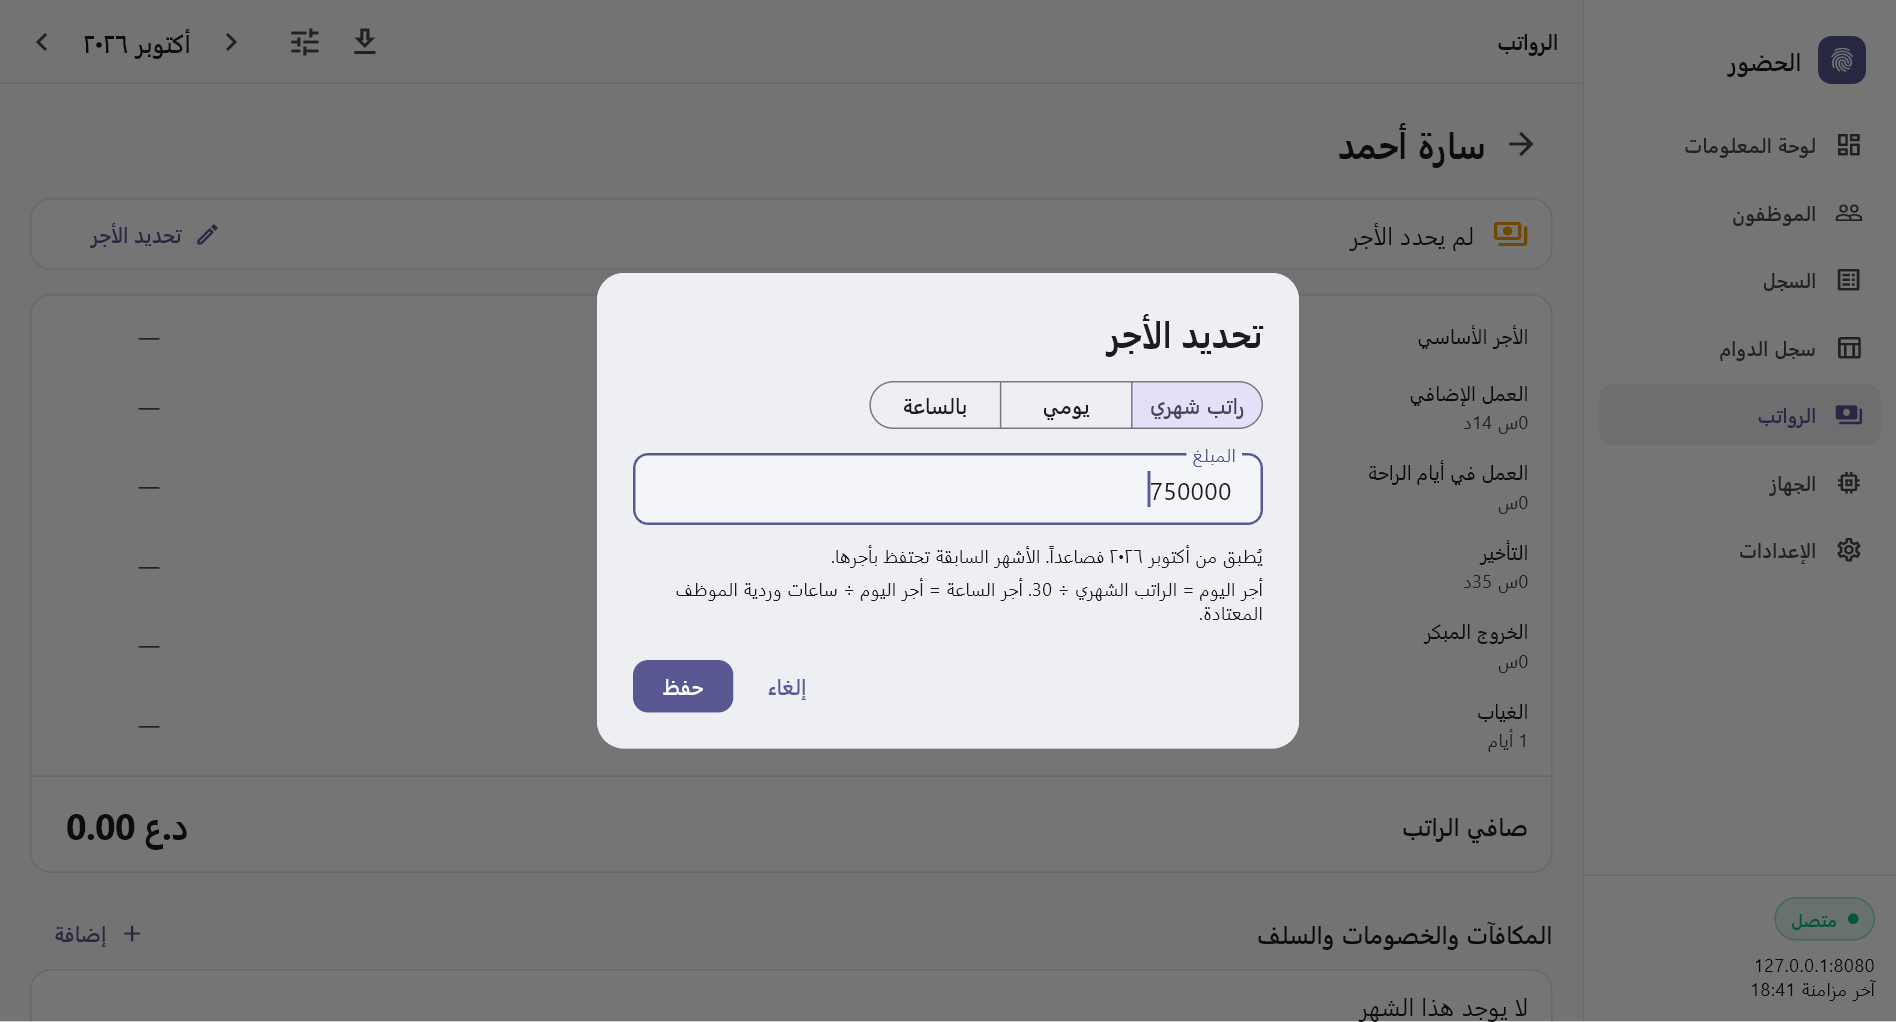 الحضور
لوحة المعلومات
الموظفون
السجل
سجل الدوام
الرواتب
الجهاز
الإعدادات
متصل
127.0.0.1:8080
آخر مزامنة 18:41
الرواتب
أكتوبر ٢٠٢٦
سارة أحمد
لم يحدد الأجر
تحديد الأجر
الأجر الأساسي
—
العمل الإضافي
0س 14د
—
العمل في أيام الراحة
0س
—
التأخير
0س 35د
—
الخروج المبكر
0س
—
الغياب
1 أيام
—
صافي الراتب
د.ع 0.00
المكافآت والخصومات والسلف
إضافة
لا يوجد هذا الشهر
تحديد الأجر
راتب شهري
يومي
بالساعة
المبلغ
750000
يُطبق من أكتوبر ٢٠٢٦ فصاعداً. الأشهر السابقة تحتفظ بأجرها.
أجر اليوم = الراتب الشهري ÷ 30. أجر الساعة = أجر اليوم ÷ ساعات وردية الموظف
المعتادة.
إلغاء
حفظ